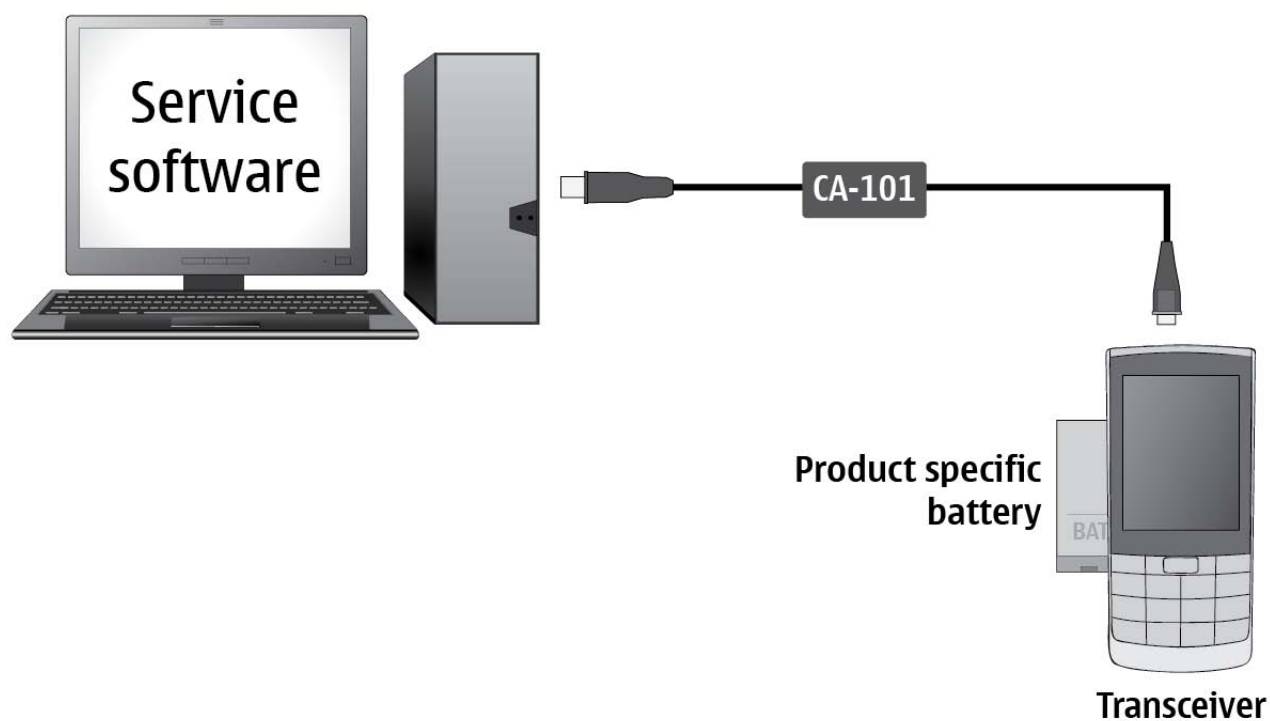 Service
software
CA-101
Product specific
battery
BAT
Transceiver